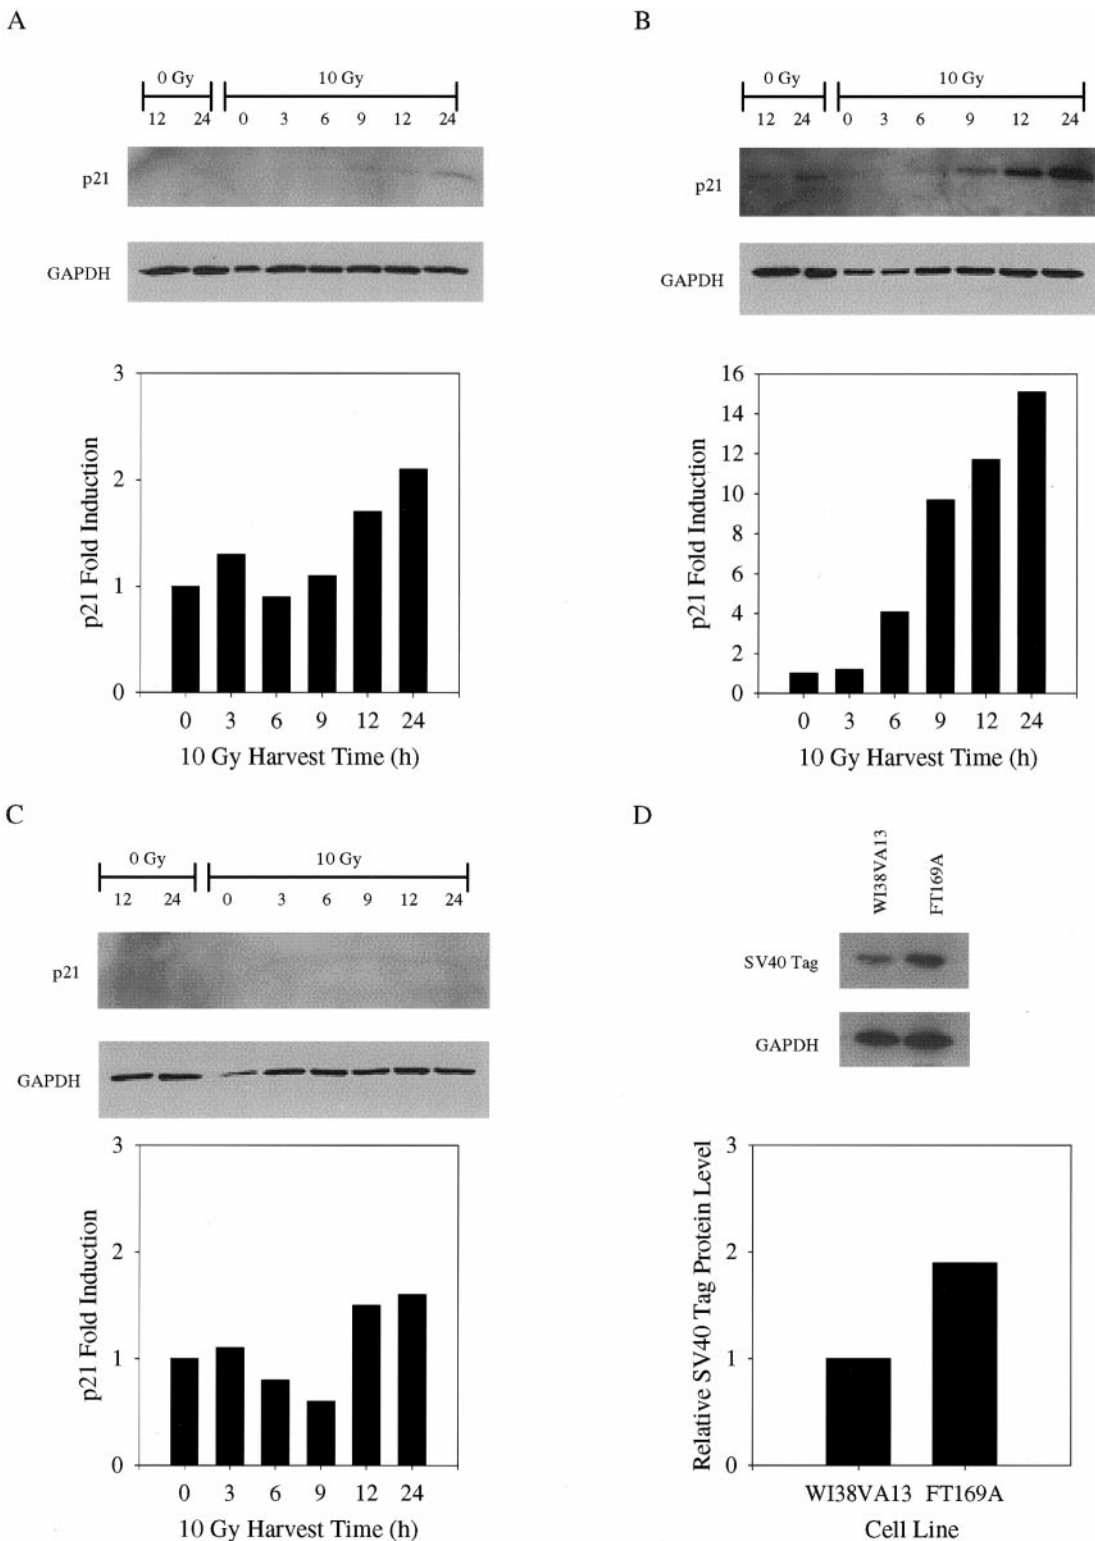 A
0 Gy 10 Gy
12 24 0 3 6 9 12 24
p21
GAPDH
3
2
1
0
p21 Fold Induction
0 3 6 9 12 24
10 Gy Harvest Time (h)
B
0 Gy 10 Gy
12 24 0 3 6 9 12 24
p21
GAPDH
16
14
12
10
8
6
4
2
0
p21 Fold Induction
0 3 6 9 12 24
10 Gy Harvest Time (h)
C
0 Gy 10 Gy
12 24 0 3 6 9 12 24
p21
GAPDH
3
2
1
0
p21 Fold Induction
0 3 6 9 12 24
10 Gy Harvest Time (h)
D
WI38VA13 FT169A
SV40 Tag
GAPDH
3
2
1
0
Relative SV40 Tag Protein Level
WI38VA13 FT169A
Cell Line